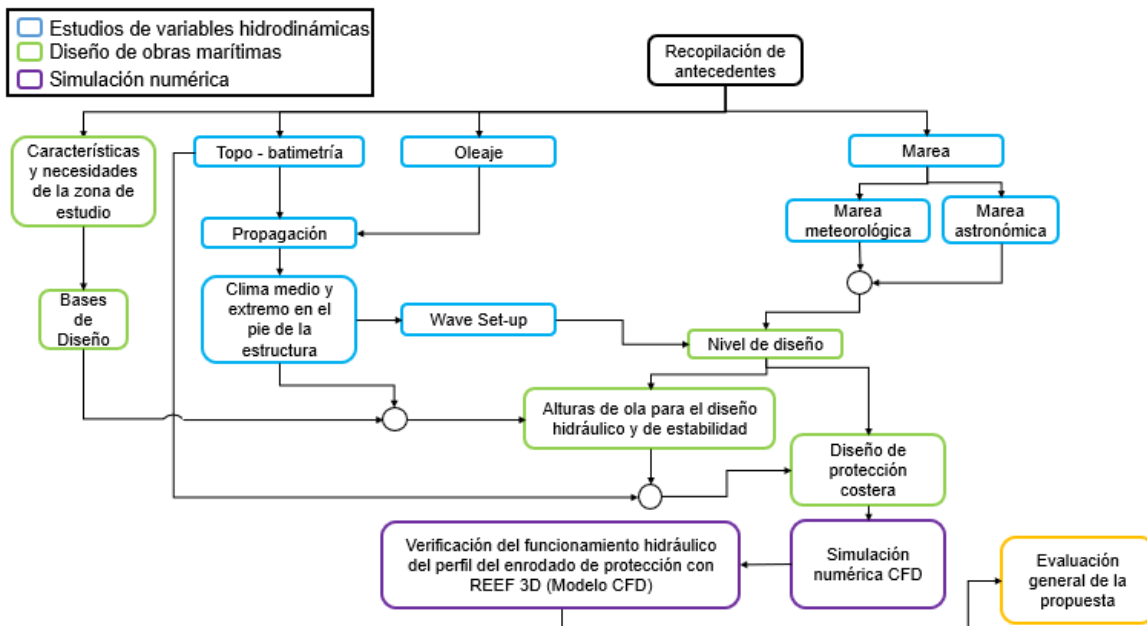 Estudios de variables hidrodinámicas
Diseño de obras marítimas
Simulación numérica
Recopilación de
antecedentes
Características
y necesidades
de la zona de
estudio
Topo - batimetría
Oleaje
Marea
Marea
meteorológica
Marea
astronómica
Propagación
Clima medio y
extremo en el
pie de la
estructura
Bases
de
Diseño
Wave Set-up
Nivel de diseño
Alturas de ola para el diseño
hidráulico y de estabilidad
Diseño de
protección
costera
Verificación del funcionamiento hidráulico
del perfil del enrodado de protección con
REEF 3D (Modelo CFD)
Simulación
numérica CFD
Evaluación
general de la
propuesta